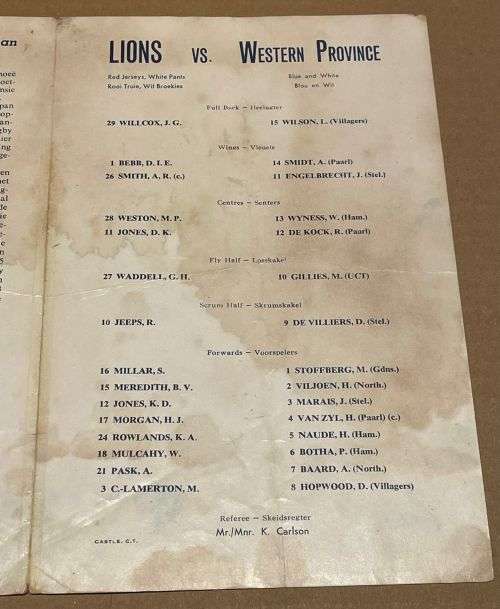 an
LIONS vs. WESTERN PROVINCE
Red Jerseys, White Pants Blue and White
Rooi Truie, Wit Broekies Blou en Wit
Full Back — Heelagter
29 WILLCOX, J. G. 15 WILSON, L. (Villagers)
Wings — Vleuels
1 BEBB, D. I. E. 14 SMIDT, A. (Paarl)
26 SMITH, A. R. (c.) 11 ENGELBRECHT, J. (Stel.)
Centres — Senters
28 WESTON, M. P. 13 WYNESS, W. (Ham.)
11 JONES, D. K. 12 DE KOCK, R. (Paarl)
Fly Half — Losskakel
27 WADDELL, G. H. 10 GILLIES, M. (UCT)
Scrum Half — Skrumskakel
10 JEEPS, R. 9 DE VILLIERS, D. (Stel.)
Forwards — Voorspelers
16 MILLAR, S. 1 STOFFBERG, M. (Gdns.)
15 MEREDITH, B. V. 2 VILJOEN, H. (North.)
12 JONES, K. D. 3 MARAIS, J. (Stel.)
17 MORGAN, H. J. 4 VAN ZYL, H. (Paarl) (c.)
24 ROWLANDS, K. A. 5 NAUDE, H. (Ham.)
18 MULCAHY, W. 6 BOTHA, P. (Ham.)
21 PASK, A. 7 BAARD, A. (North.)
3 C.-LAMERTON, M. 8 HOPWOOD, D. (Villagers)
Referee — Skeidsregter
Mr./Mnr. K. Carlson
CASTLE, C.T.